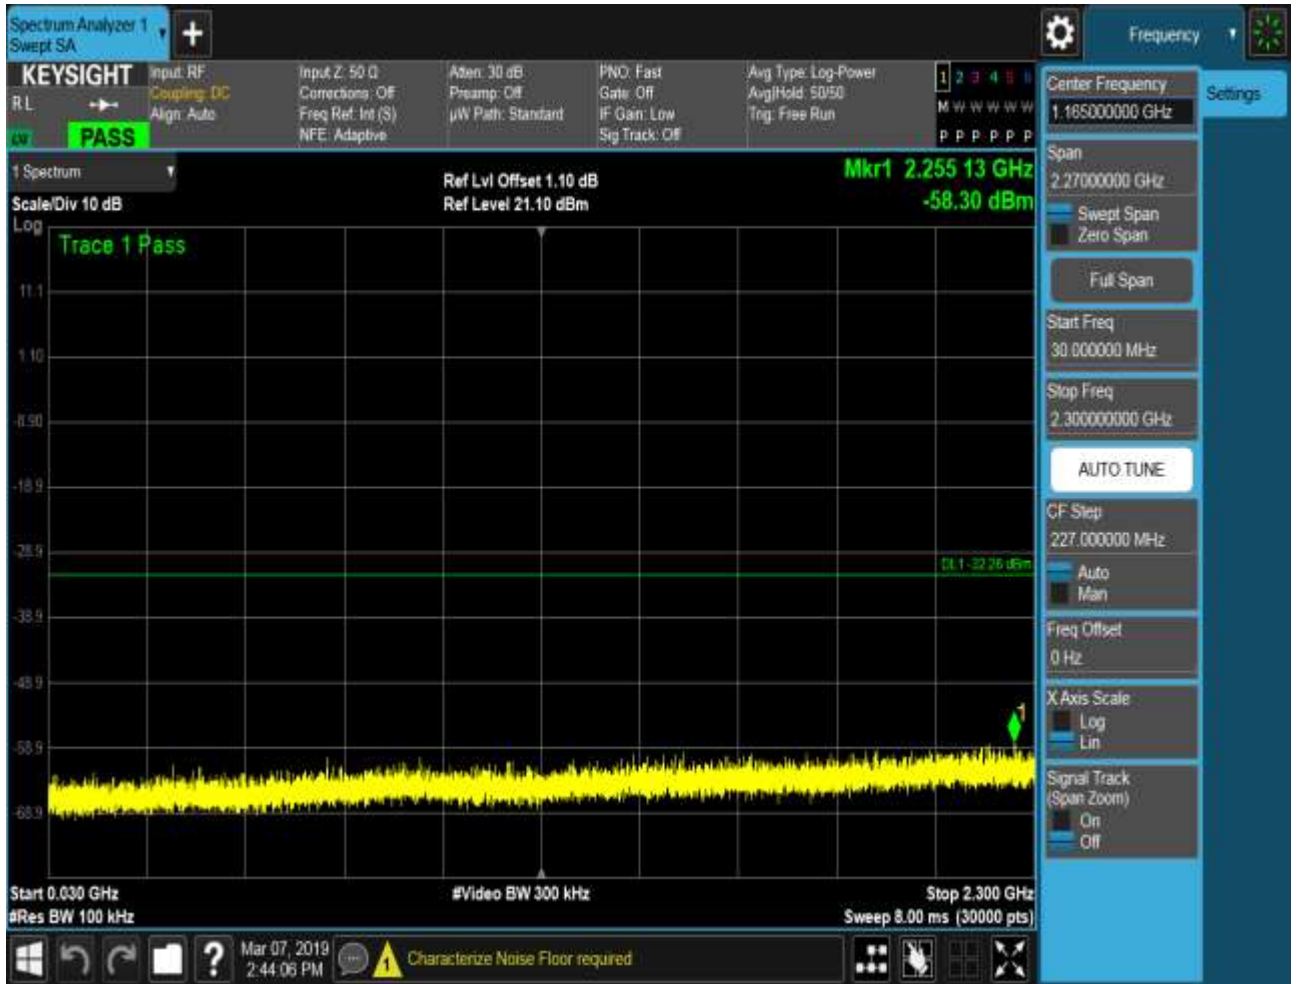 Spectrum Analyzer 1
Swept SA
+
Frequency
KEYSIGHT
R L
LW
PASS
Input: RF
Coupling: DC
Align: Auto
Input Z: 50 Ω
Corrections: Off
Freq Ref: Int (S)
NFE: Adaptive
Atten: 30 dB
Preamp: Off
µW Path: Standard
PNO: Fast
Gate: Off
IF Gain: Low
Sig Track: Off
Avg Type: Log-Power
Avg|Hold: 50/50
Trig: Free Run
1 2 3 4 5 6
M W W W W W
P P P P P P
1 Spectrum
Scale/Div 10 dB
Log
Ref Lvl Offset 1.10 dB
Ref Level 21.10 dBm
Mkr1 2.255 13 GHz
-58.30 dBm
Trace 1 Pass
11.1
1.10
-8.90
-18.9
-28.9
DL1 -32.26 dBm
-38.9
-48.9
1
-58.9
-68.9
Start 0.030 GHz
#Res BW 100 kHz
#Video BW 300 kHz
Stop 2.300 GHz
Sweep 8.00 ms (30000 pts)
Center Frequency
1.165000000 GHz
Settings
Span
2.27000000 GHz
Swept Span
Zero Span
Full Span
Start Freq
30.000000 MHz
Stop Freq
2.300000000 GHz
AUTO TUNE
CF Step
227.000000 MHz
Auto
Man
Freq Offset
0 Hz
X Axis Scale
Log
Lin
Signal Track
(Span Zoom)
On
Off
?
Mar 07, 2019
2:44:06 PM
1
Characterize Noise Floor required